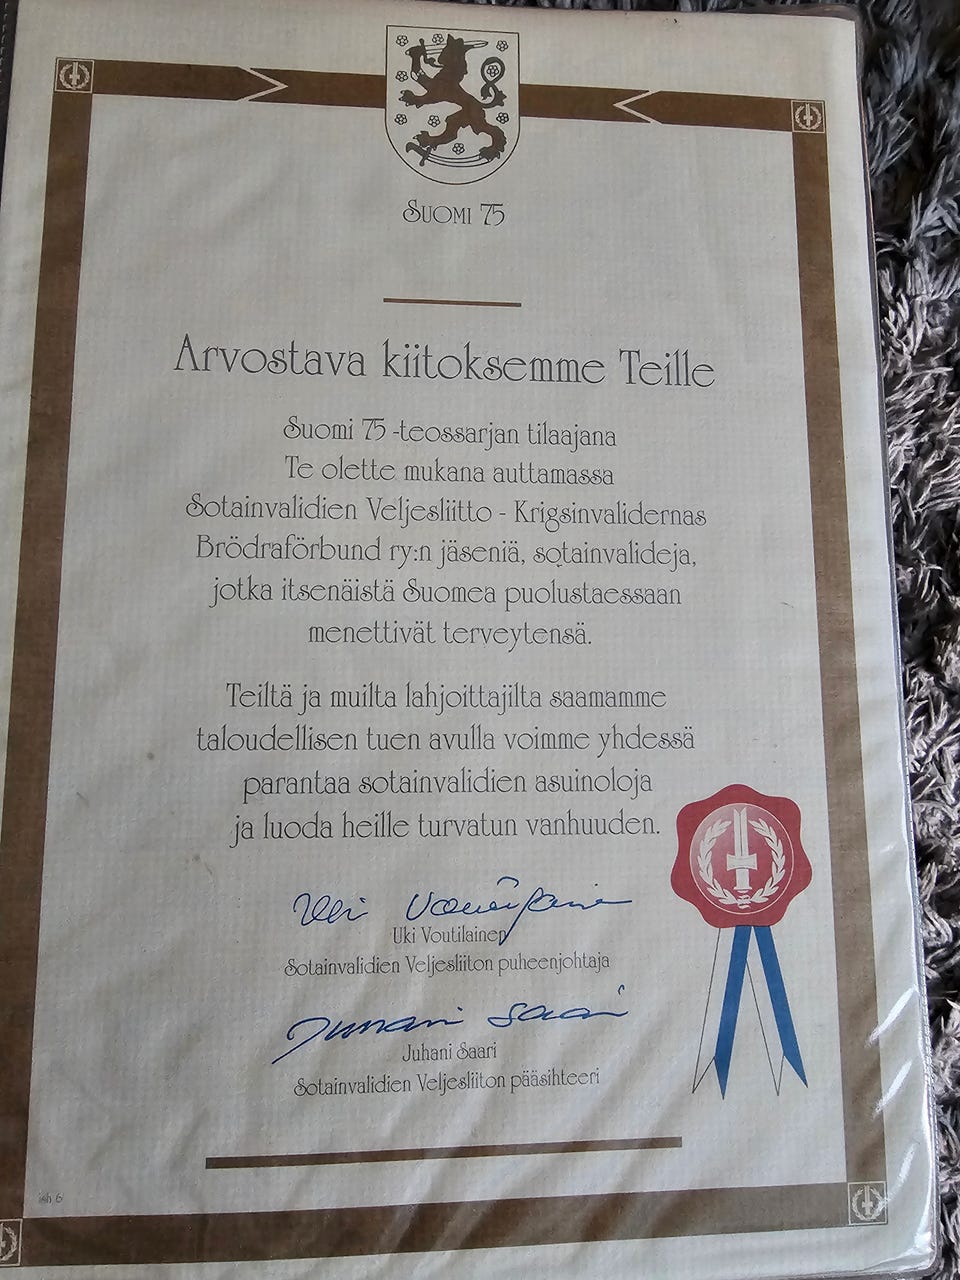 Suomi 75
Arvostava kiitoksemme Teille
Suomi 75 -teossarjan tilaajana
Te olette mukana auttamassa
Sotainvalidien Veljesliitto - Krigsinvalidernas
Brödraförbund ry:n jäseniä, sotainvalideja,
jotka itsenäistä Suomea puolustaessaan
menettivät terveytensä.
Teiltä ja muilta lahjoittajilta saamamme
taloudellisen tuen avulla voimme yhdessä
parantaa sotainvalidien asuinoloja
ja luoda heille turvatun vanhuuden.
Uki Voutilainen
Uki Voutilainen
Sotainvalidien Veljesliiton puheenjohtaja
Juhani Saari
Juhani Saari
Sotainvalidien Veljesliiton pääsihteeri